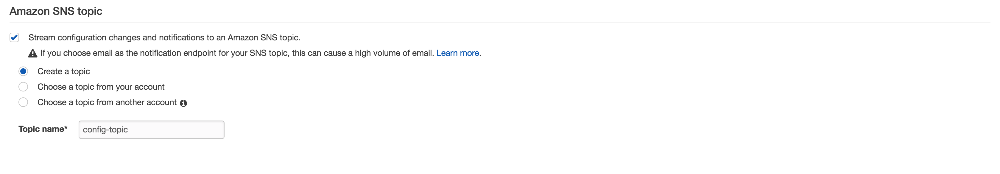 Amazon SNS topic
Stream configuration changes and notifications to an Amazon SNS topic.
If you choose email as the notification endpoint for your SNS topic, this can cause a high volume of email. Learn more.
Create a topic
Choose a topic from your account
Choose a topic from another account
Topic name* config-topic